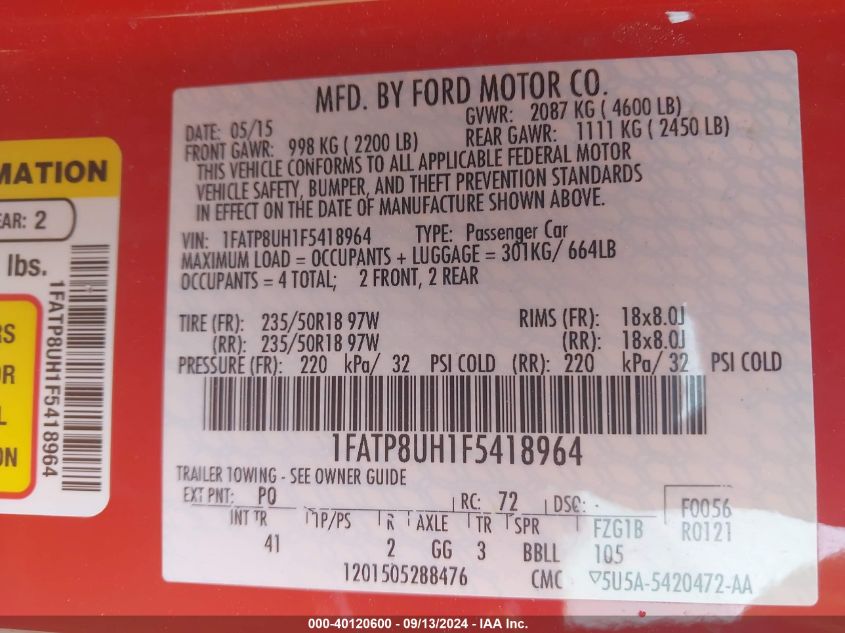 MATION
EAR: 2
lbs.
1FATP8UH1F5418964
RS
OR
L
ON
MFD. BY FORD MOTOR CO.
DATE: 05/15 GVWR: 2087 KG ( 4600 LB)
FRONT GAWR: 998 KG ( 2200 LB) REAR GAWR: 1111 KG ( 2450 LB)
THIS VEHICLE CONFORMS TO ALL APPLICABLE FEDERAL MOTOR
VEHICLE SAFETY, BUMPER, AND THEFT PREVENTION STANDARDS
IN EFFECT ON THE DATE OF MANUFACTURE SHOWN ABOVE.
VIN: 1FATP8UH1F5418964 TYPE: Passenger Car
MAXIMUM LOAD = OCCUPANTS + LUGGAGE = 301KG/ 664LB
OCCUPANTS = 4 TOTAL; 2 FRONT, 2 REAR
TIRE (FR): 235/50R18 97W RIMS (FR): 18x8.0J
(RR): 235/50R18 97W (RR): 18x8.0J
PRESSURE (FR): 220 kPa/ 32 PSI COLD (RR): 220 kPa/ 32 PSI COLD
1FATP8UH1F5418964
TRAILER TOWING - SEE OWNER GUIDE
EXT PNT: PQ RC: 72 DSO: F0056
INT TR TP/PS R AXLE TR SPR FZG1B R0121
41 2 GG 3 BBLL 105
1201505288476 CMC ▽5U5A-5420472-AA
000-40120600 - 09/13/2024 - IAA Inc.